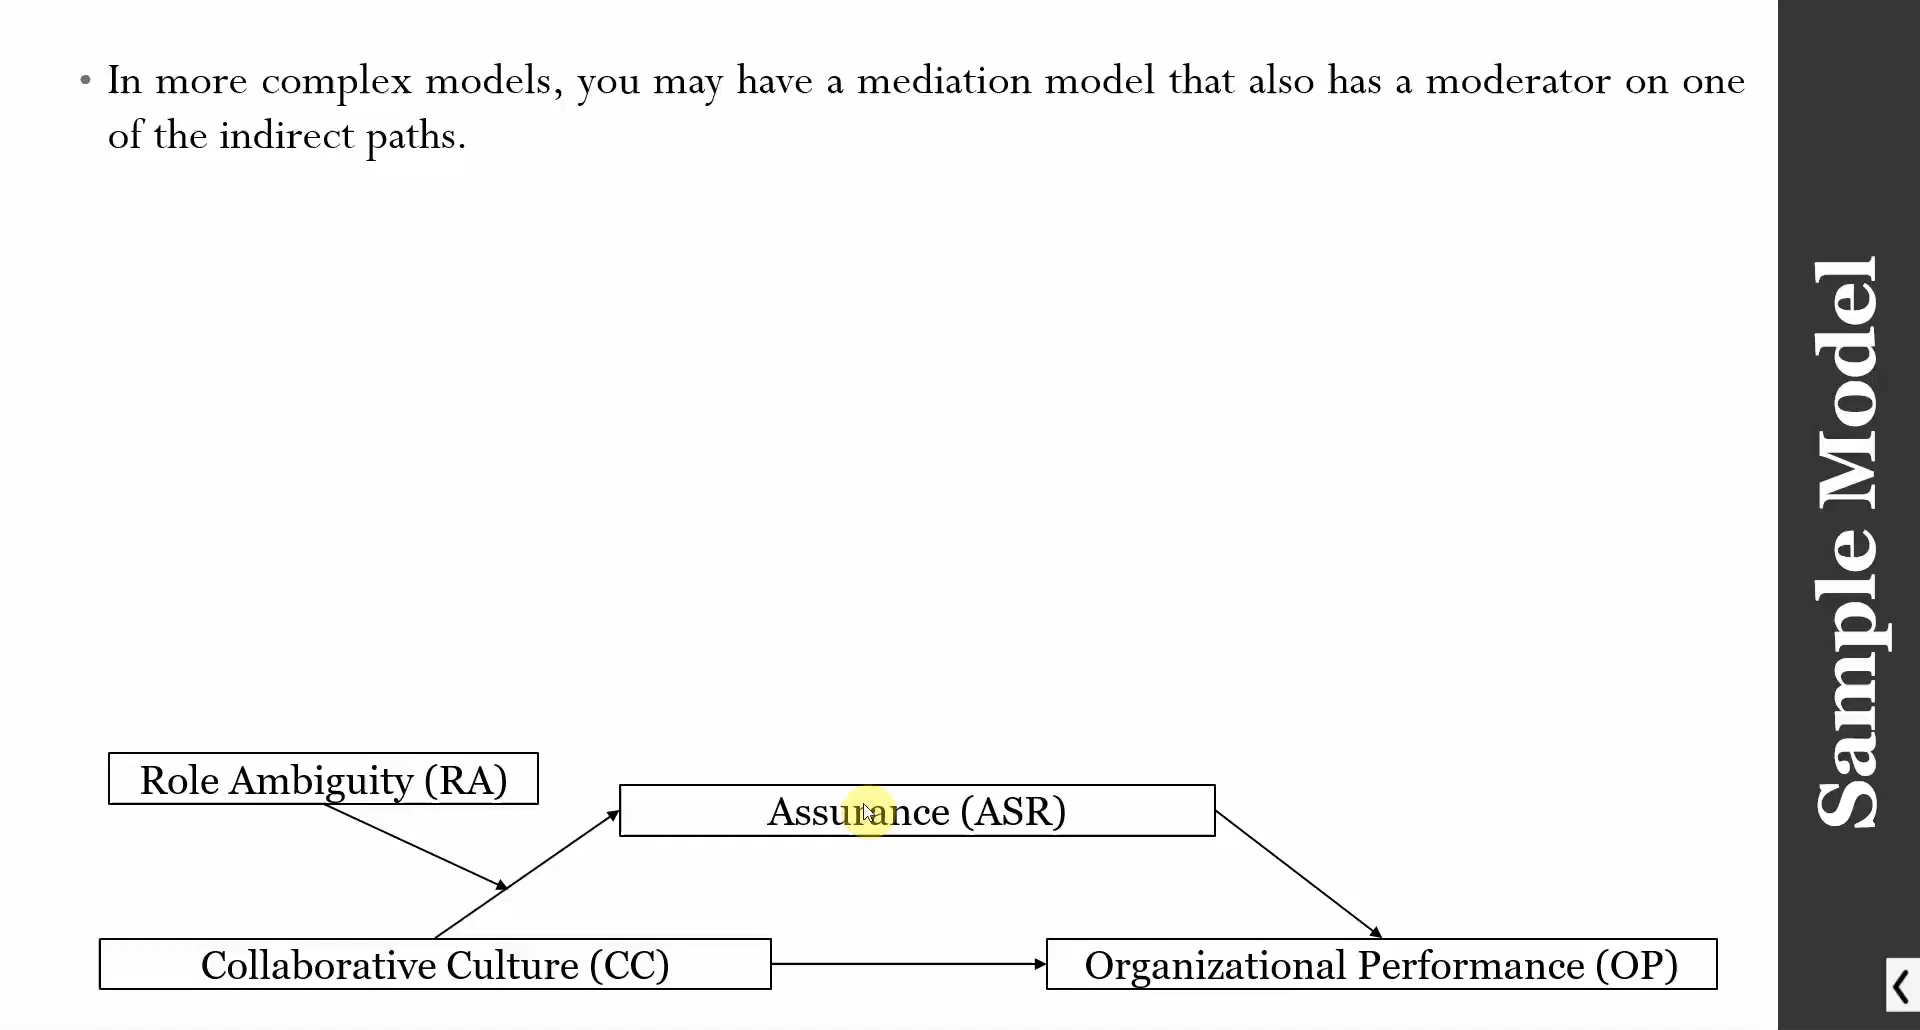 • In more complex models, you may have a mediation model that also has a moderator on one
of the indirect paths.
Role Ambiguity (RA)
Assurance (ASR)
Collaborative Culture (CC)
Organizational Performance (OP)
Sample Model